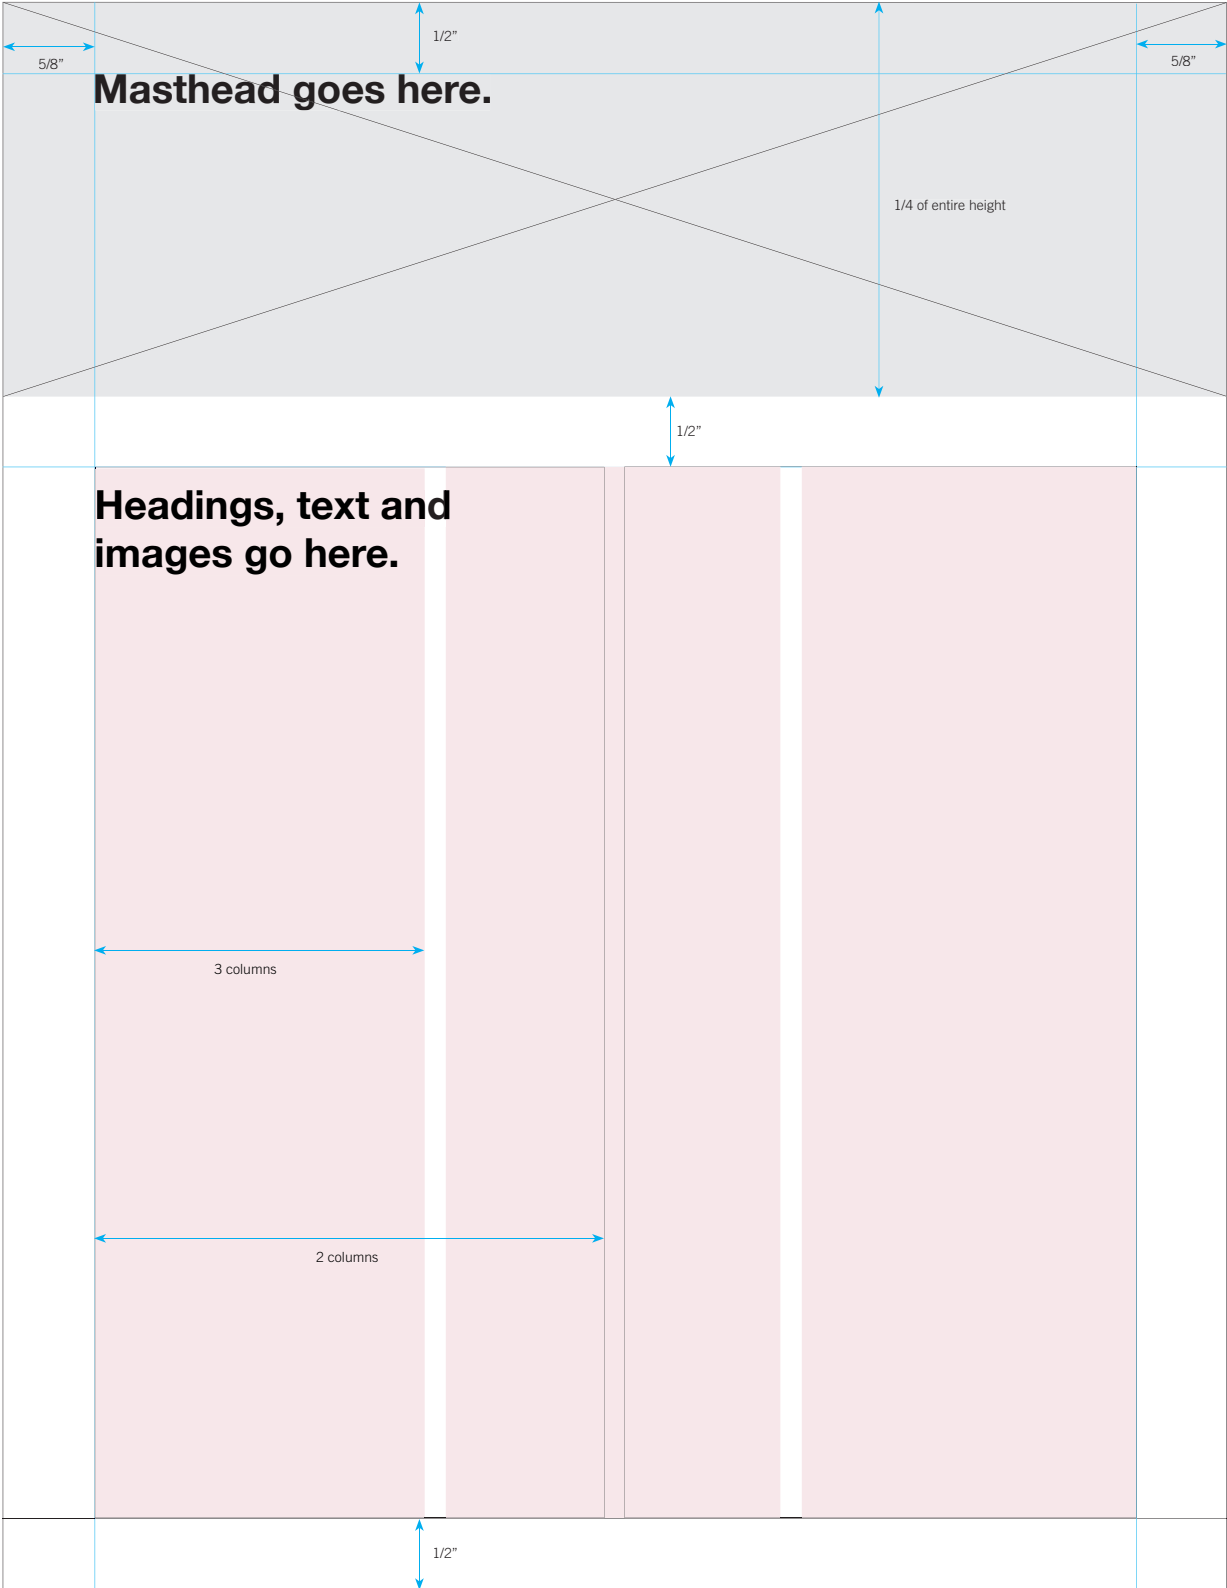 1/2”
5/8”
5/8”
Masthead goes here.
1/4 of entire height
1/2”
Headings, text and
images go here.
3 columns
2 columns
1/2”